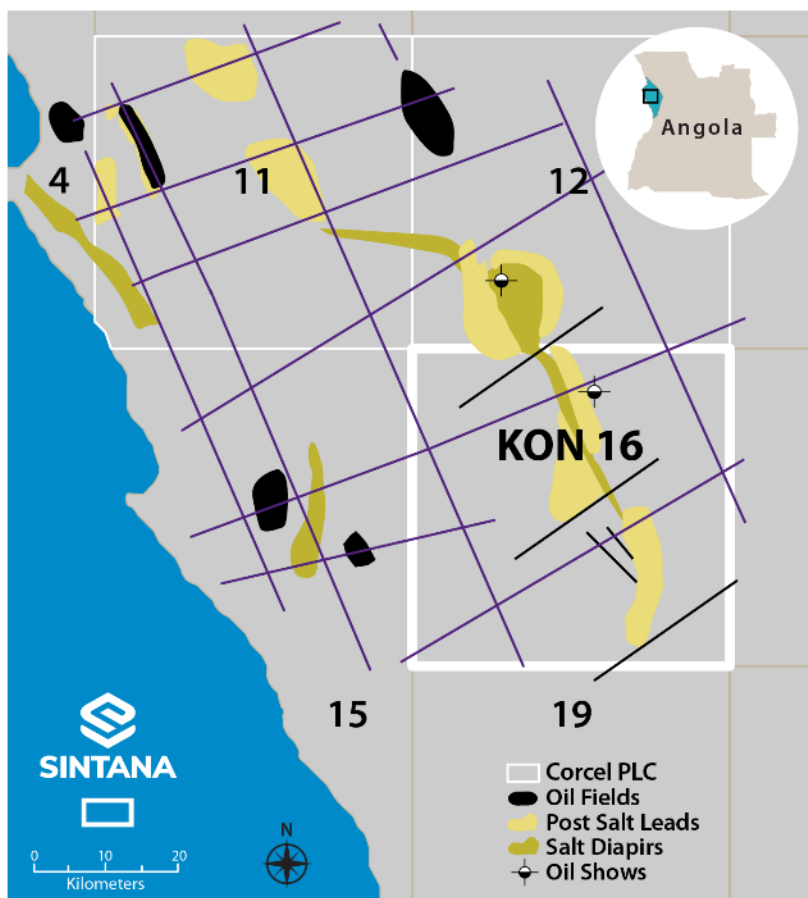 Angola
4
11
12
KON 16
15
19
SINTANA
Corcel PLC
Oil Fields
Post Salt Leads
Salt Diapirs
Oil Shows
N
0 10 20
Kilometers